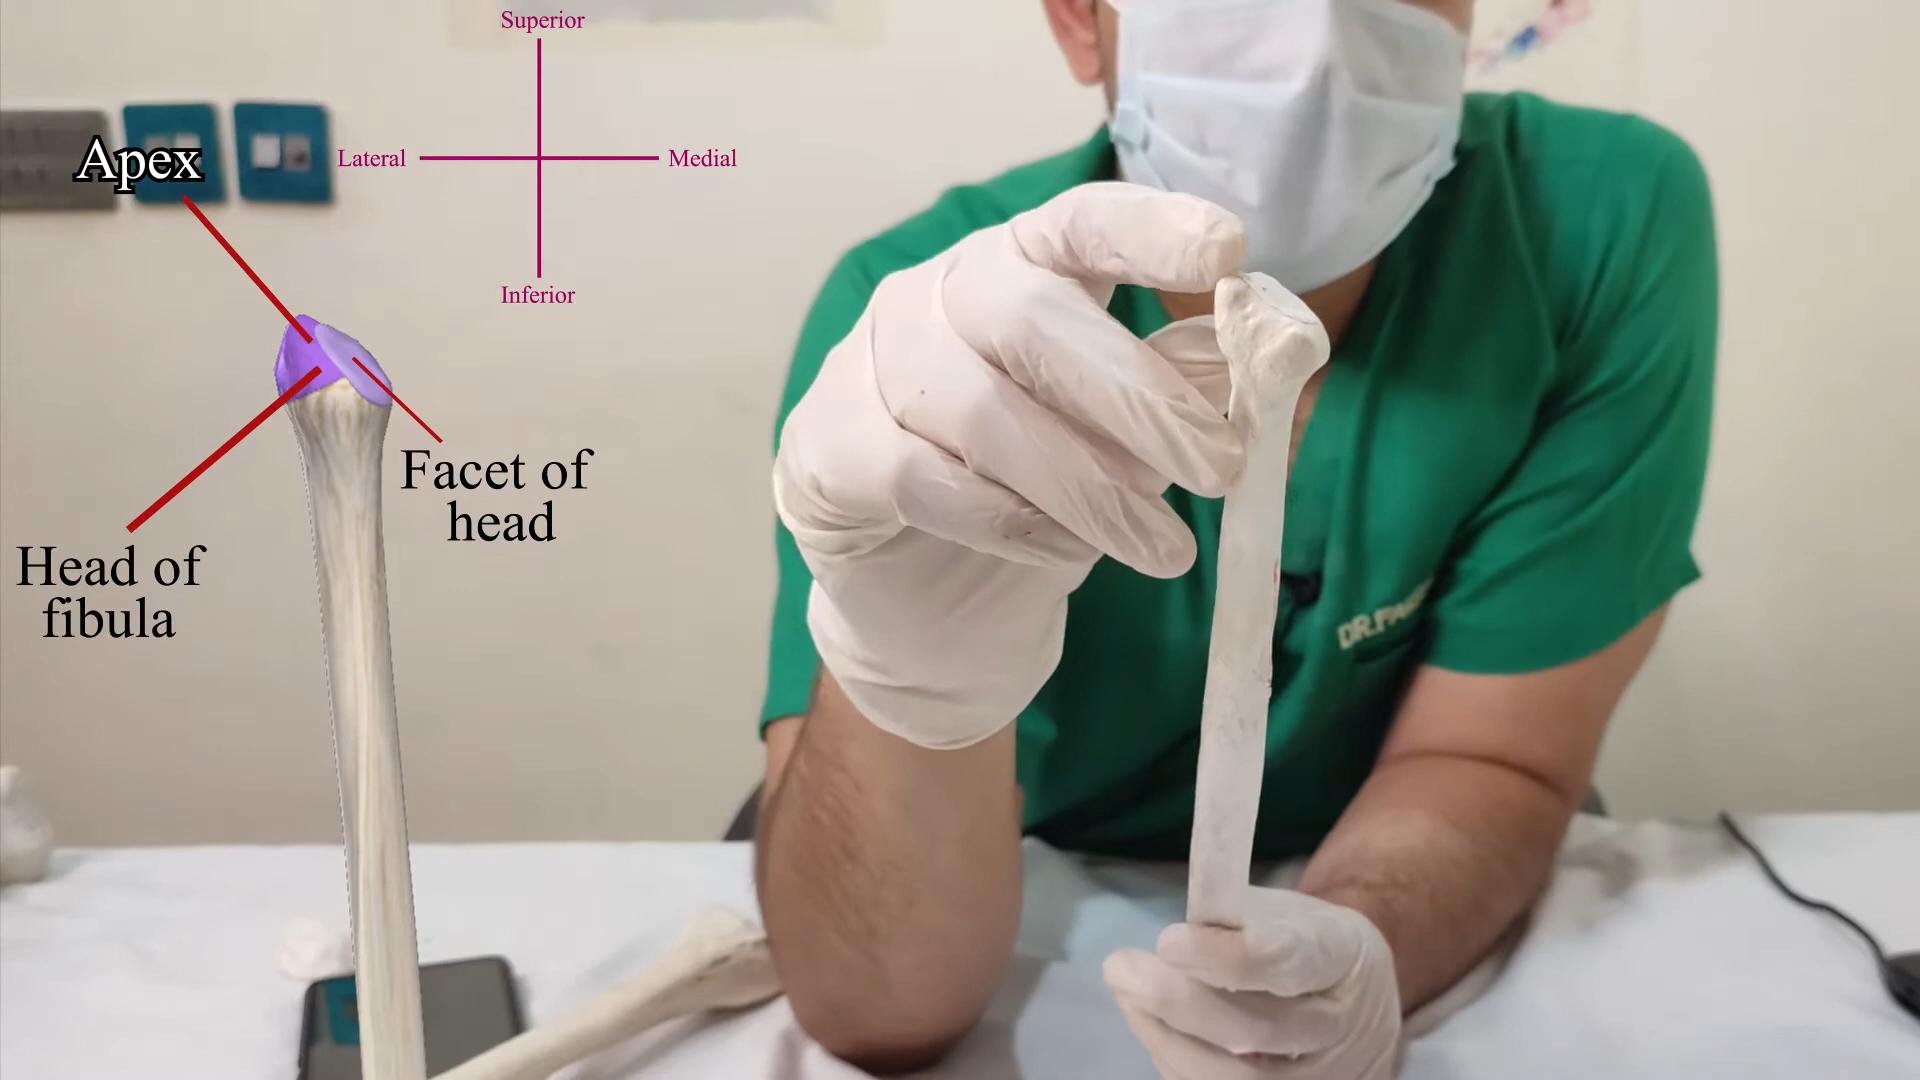 Superior
Apex
Lateral
Medial
Inferior
Facet of
head
Head of
fibula